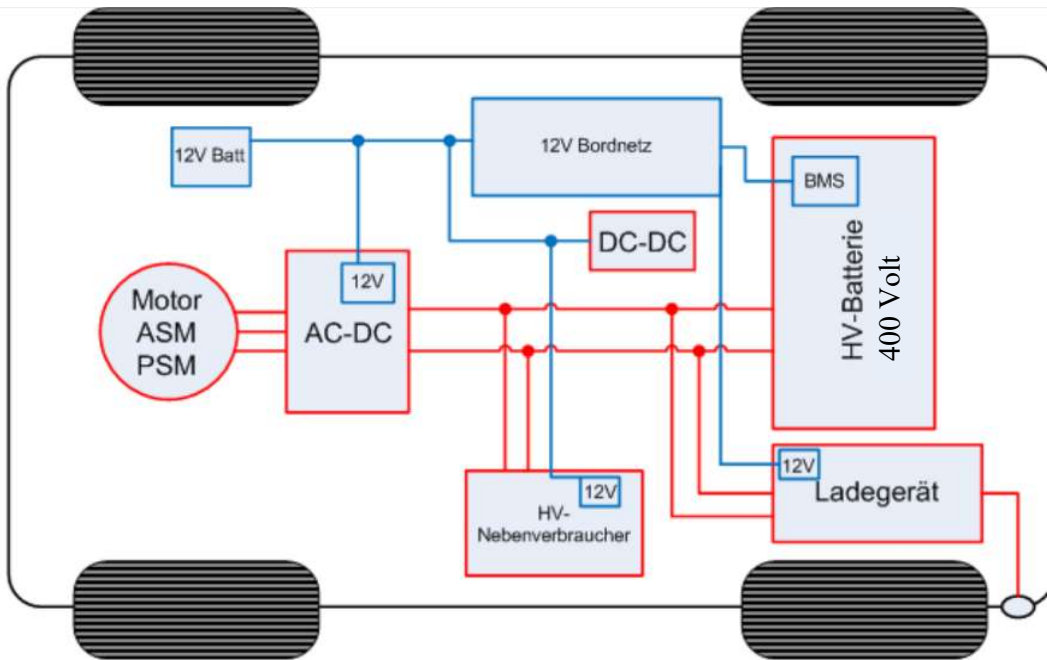 12V Batt
12V Bordnetz
BMS
DC-DC
12V
Motor
ASM
PSM
AC-DC
HV-Batterie
400 Volt
12V
HV-
Nebenverbraucher
12V
Ladegerät